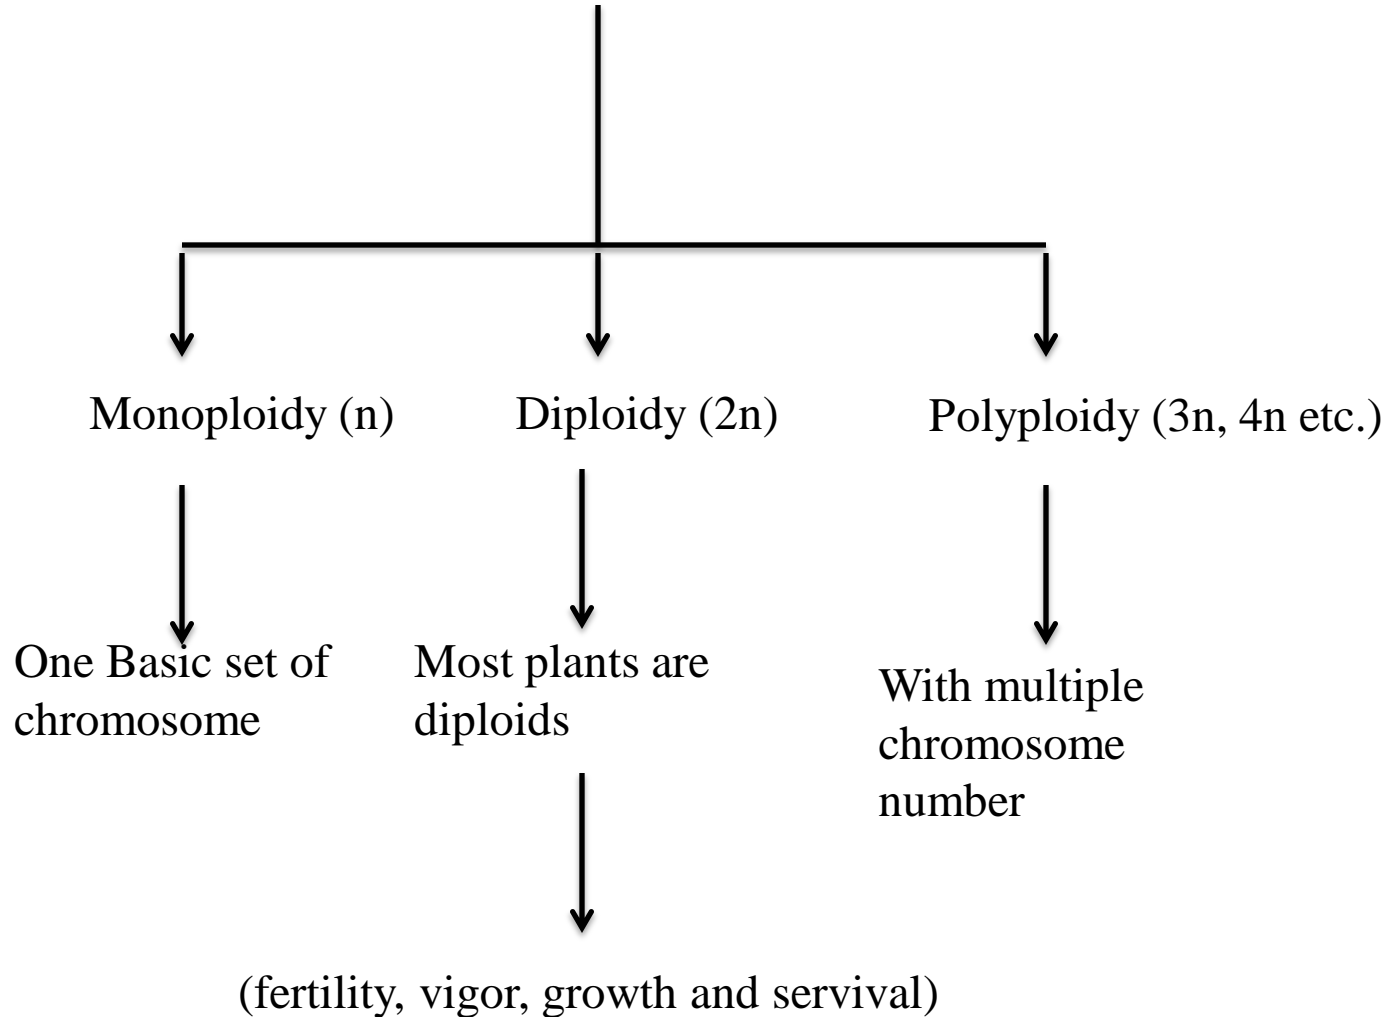 Monoploidy (n)
Diploidy (2n)
Polyploidy (3n, 4n etc.)
One Basic set of
chromosome
Most plants are
diploids
With multiple
chromosome
number
(fertility, vigor, growth and servival)